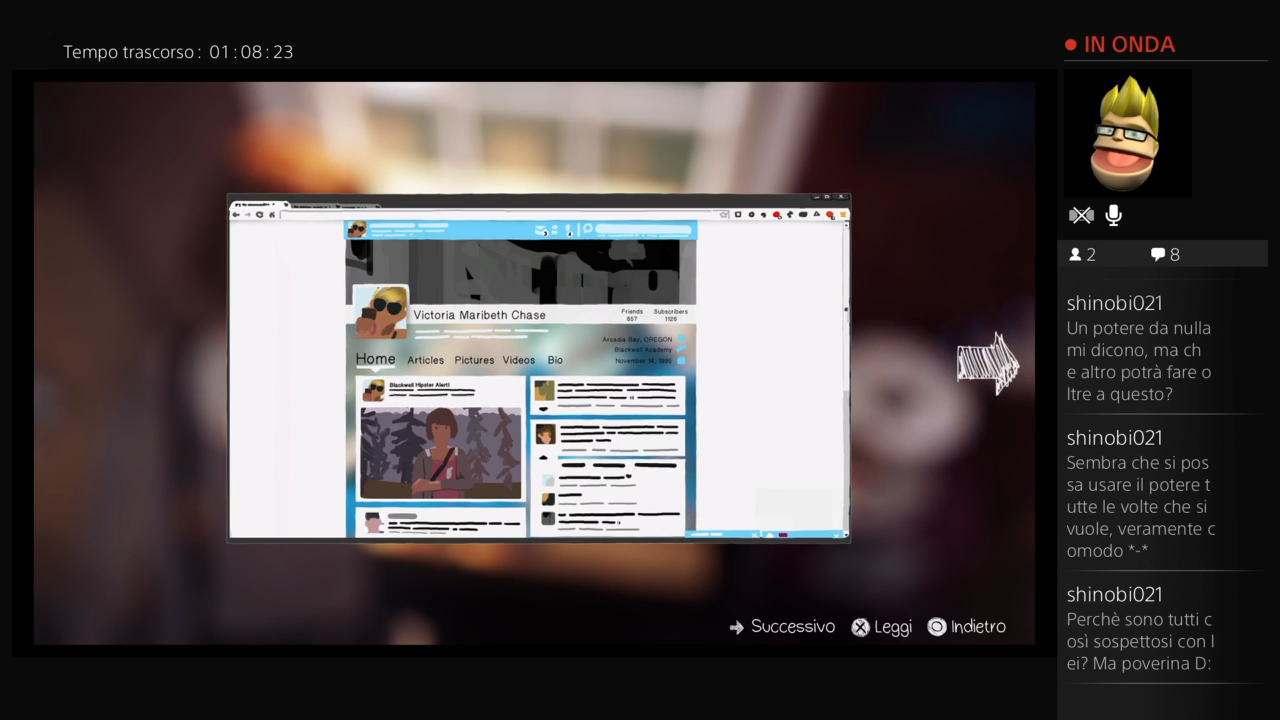 Tempo trascorso: 01:08:23
IN ONDA
2
8
shinobi021
Un potere da nulla
mi dicono, ma ch
e altro potrà fare o
ltre a questo?
shinobi021
Sembra che si pos
sa usare il potere t
utte le volte che si
vuole, veramente c
omodo *-*
shinobi021
Perchè sono tutti c
osì sospettosi con l
ei? Ma poverina D:
Victoria Maribeth Chase
Friends
857
Subscribers
1126
Arcadia Bay, OREGON
Blackwell Academy
November 14, 1999
Home Articles Pictures Videos Bio
Blackwell Hipster Alert!
Successivo Leggi Indietro